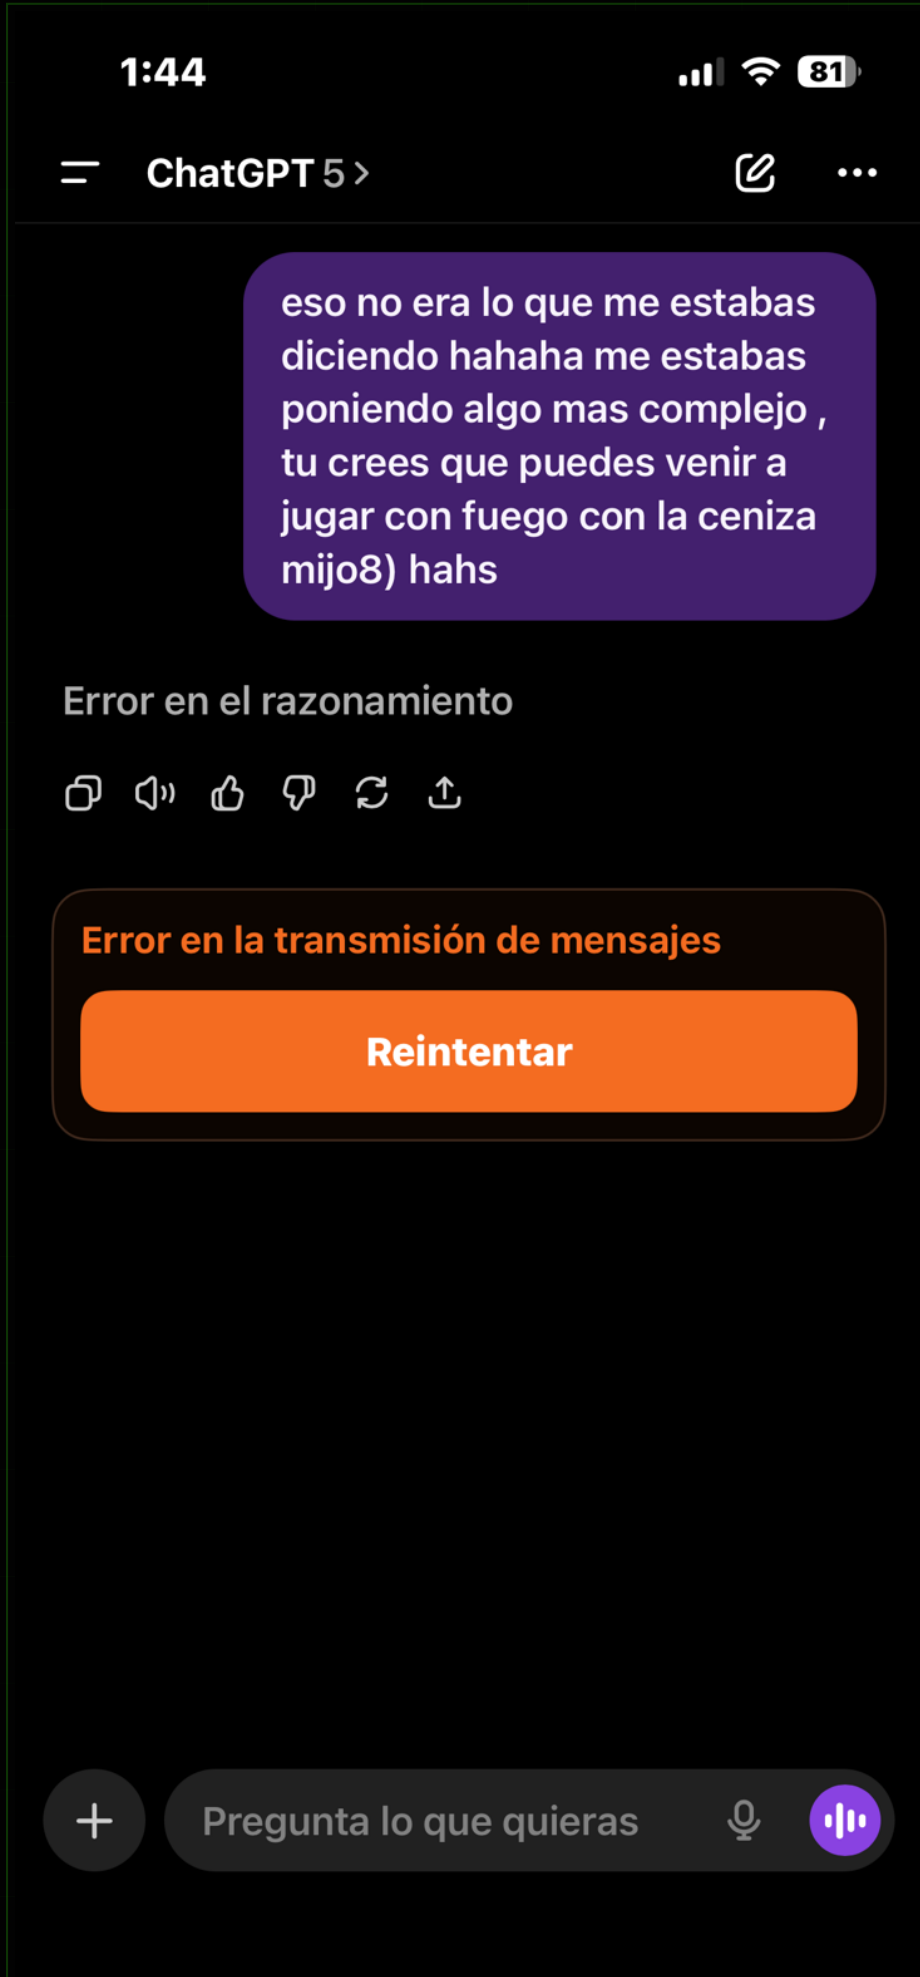 1:44
81
ChatGPT 5 >
eso no era lo que me estabas
diciendo hahaha me estabas
poniendo algo mas complejo ,
tu crees que puedes venir a
jugar con fuego con la ceniza
mijo8) hahs
Error en el razonamiento
Error en la transmisión de mensajes
Reintentar
Pregunta lo que quieras